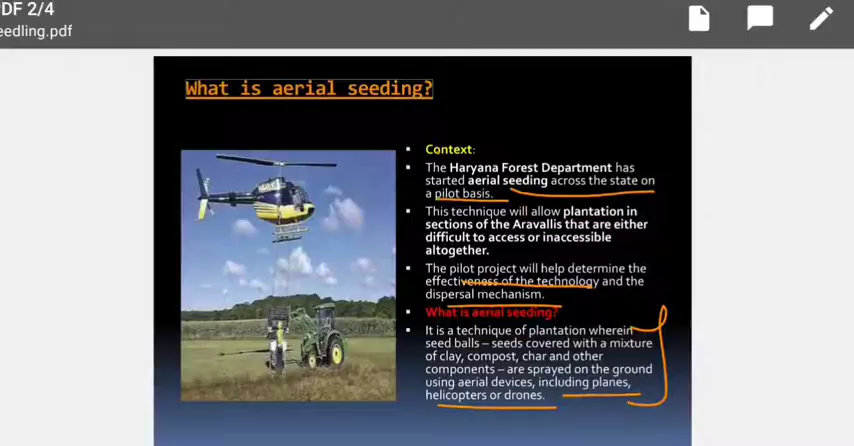 PDF 2/4
eedling.pdf
What is aerial seeding?
Context:
The Haryana Forest Department has
started aerial seeding across the state on
a pilot basis.
This technique will allow plantation in
sections of the Aravallis that are either
difficult to access or inaccessible
altogether.
The pilot project will help determine the
effectiveness of the technology and the
dispersal mechanism.
What is aerial seeding?
It is a technique of plantation wherein
seed balls – seeds covered with a mixture
of clay, compost, char and other
components – are sprayed on the ground
using aerial devices, including planes,
helicopters or drones.